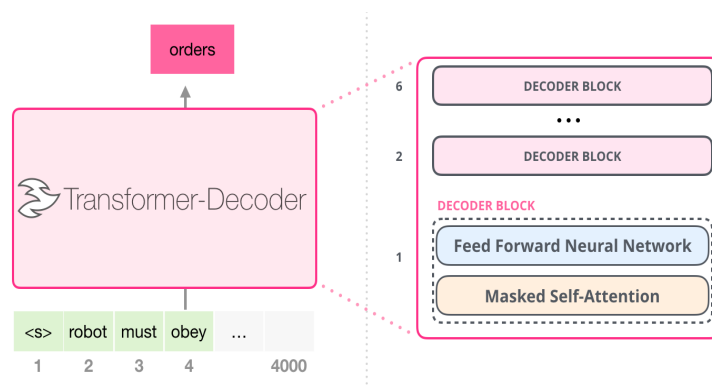 orders
Transformer-Decoder
<s> robot must obey ...
1 2 3 4 4000
6 DECODER BLOCK
...
2 DECODER BLOCK
DECODER BLOCK
1
Feed Forward Neural Network
Masked Self-Attention